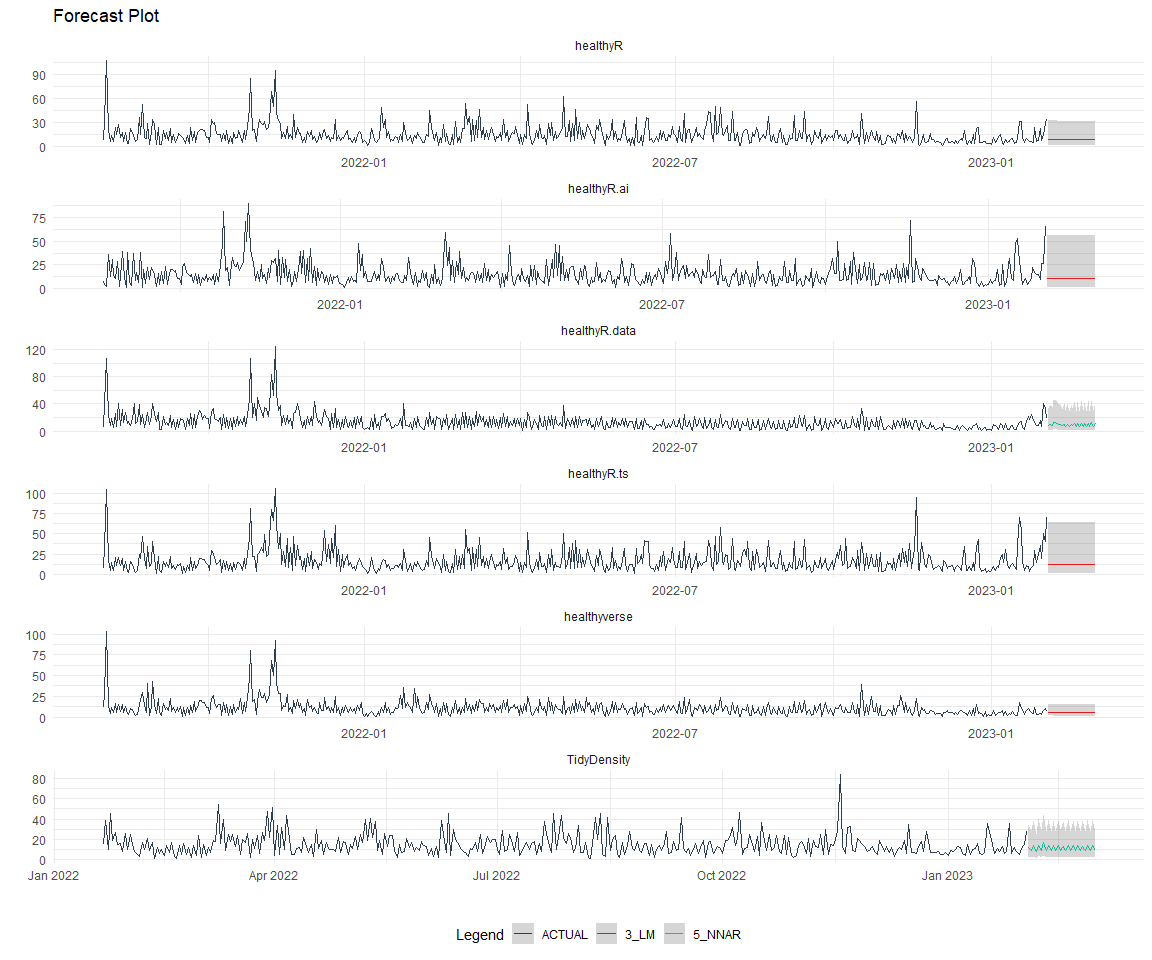 Forecast Plot
healthyR
90
60
30
0
2022-01 2022-07 2023-01
healthyR.ai
75
50
25
0
2022-01 2022-07 2023-01
healthyR.data
120
80
40
0
2022-01 2022-07 2023-01
healthyR.ts
100
75
50
25
0
2022-01 2022-07 2023-01
healthyverse
100
75
50
25
0
2022-01 2022-07 2023-01
TidyDensity
80
60
40
20
0
Jan 2022 Apr 2022 Jul 2022 Oct 2022 Jan 2023
Legend ACTUAL 3_LM 5_NNAR